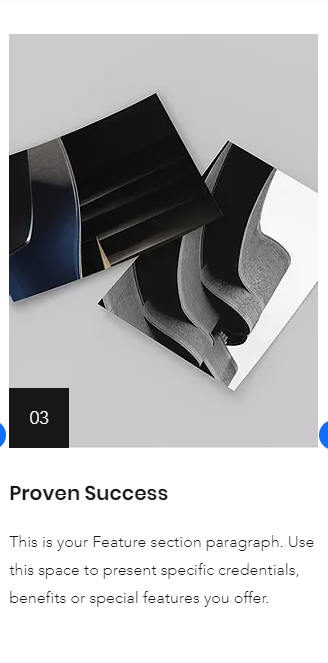 03
Proven Success
This is your Feature section paragraph. Use
this space to present specific credentials,
benefits or special features you offer.